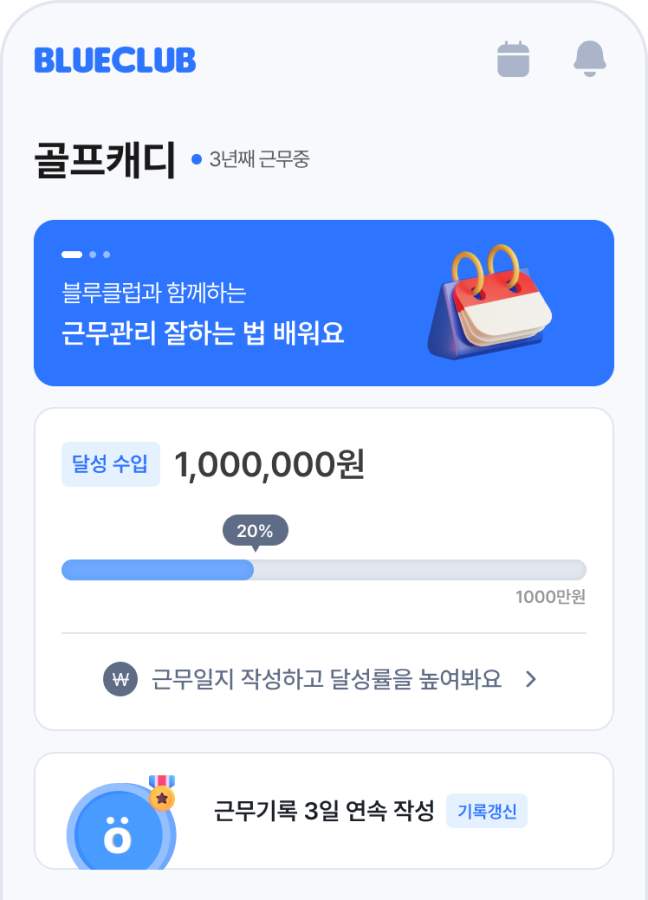 BLUECLUB
골프캐디 3년째 근무중
블루클럽과 함께하는
근무관리 잘하는 법 배워요
달성 수입 1,000,000원
20%
1000만원
₩ 근무일지 작성하고 달성률을 높여봐요
근무기록 3일 연속 작성 기록갱신
ö